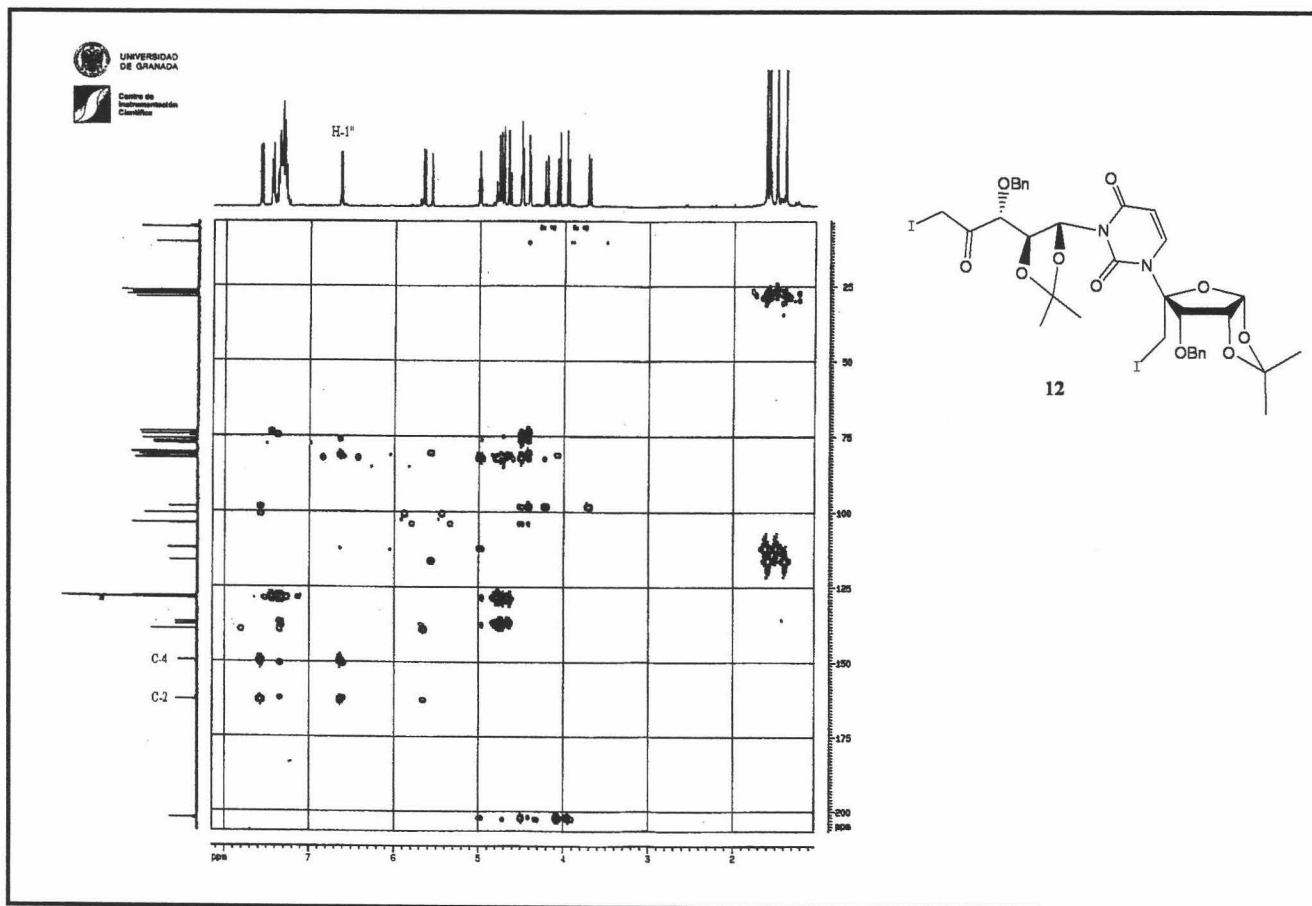 UNIVERSIDAD
DE GRANADA
Centro de
Instrumentación
Científica
H-1"
C-4
C-2
25
50
75
100
125
150
175
200
ppm
ppm
7
6
5
4
3
2
OBn
O
I
O
N
O
O
O
N
O
I
OBn
O
O
12